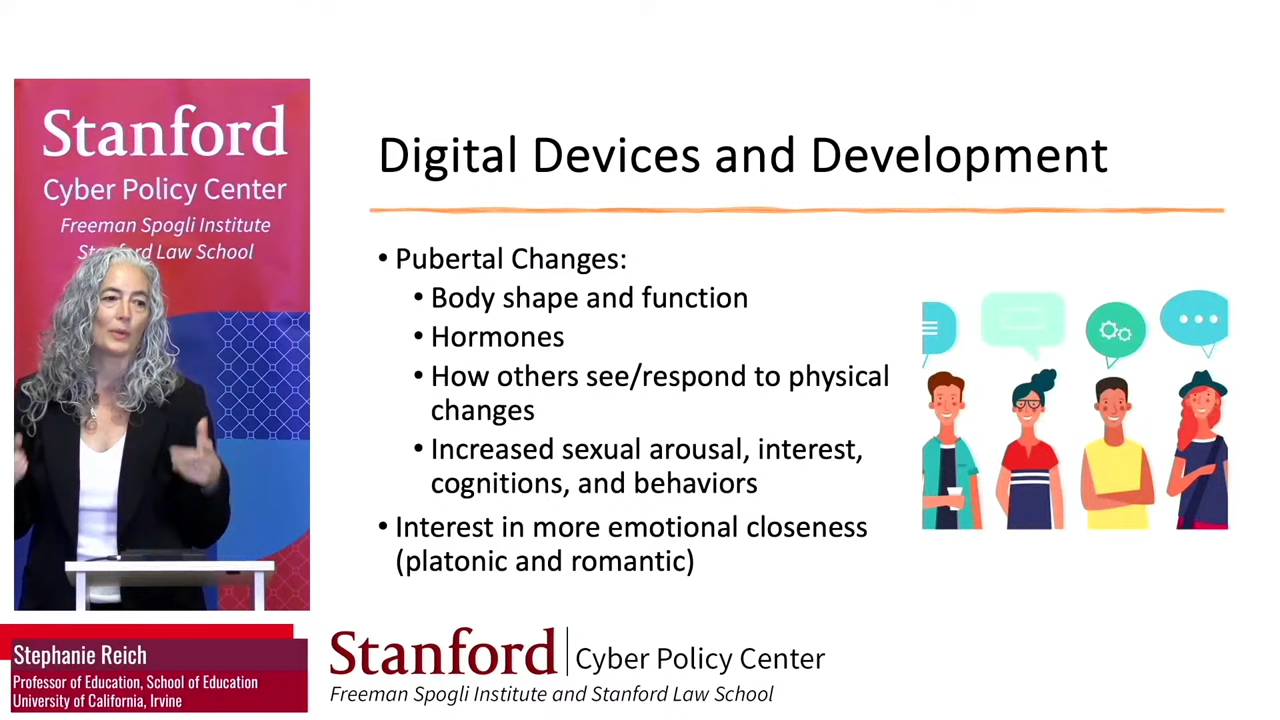 Stanford
Cyber Policy Center
Freeman Spogli Institute
Stanford Law School
Digital Devices and Development
• Pubertal Changes:
• Body shape and function
• Hormones
• How others see/respond to physical
changes
• Increased sexual arousal, interest,
cognitions, and behaviors
• Interest in more emotional closeness
(platonic and romantic)
Stephanie Reich
Professor of Education, School of Education
University of California, Irvine
Stanford | Cyber Policy Center
Freeman Spogli Institute and Stanford Law School